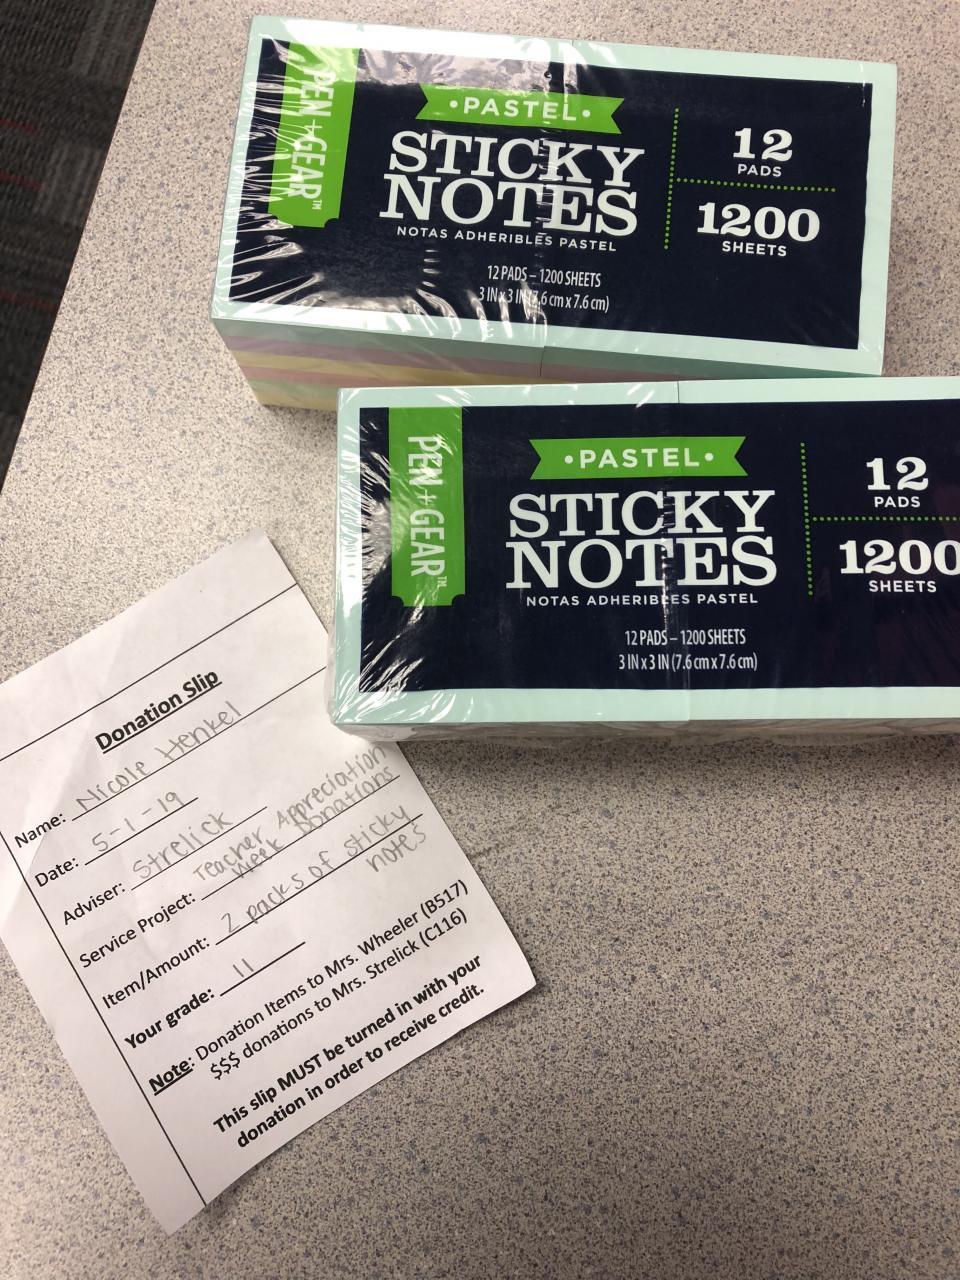 PEN+GEAR™
•PASTEL•
STICKY
NOTES
NOTAS ADHERIBLES PASTEL
12 PADS – 1200 SHEETS
3 IN x 3 IN (7.6 cm x 7.6 cm)
12
PADS
1200
SHEETS
PEN+GEAR™
•PASTEL•
STICKY
NOTES
NOTAS ADHERIBLES PASTEL
12 PADS – 1200 SHEETS
3 IN x 3 IN (7.6 cm x 7.6 cm)
12
PADS
1200
SHEETS
Donation Slip
Name: Nicole Henkel
Date: 5-1-19
Adviser: Strelick
Service Project: Teacher Appreciation
Week Donations
Item/Amount: 2 packs of sticky
notes
Your grade: 11
Note: Donation Items to Mrs. Wheeler (B517)
$$$ donations to Mrs. Strelick (C116)
This slip MUST be turned in with your
donation in order to receive credit.